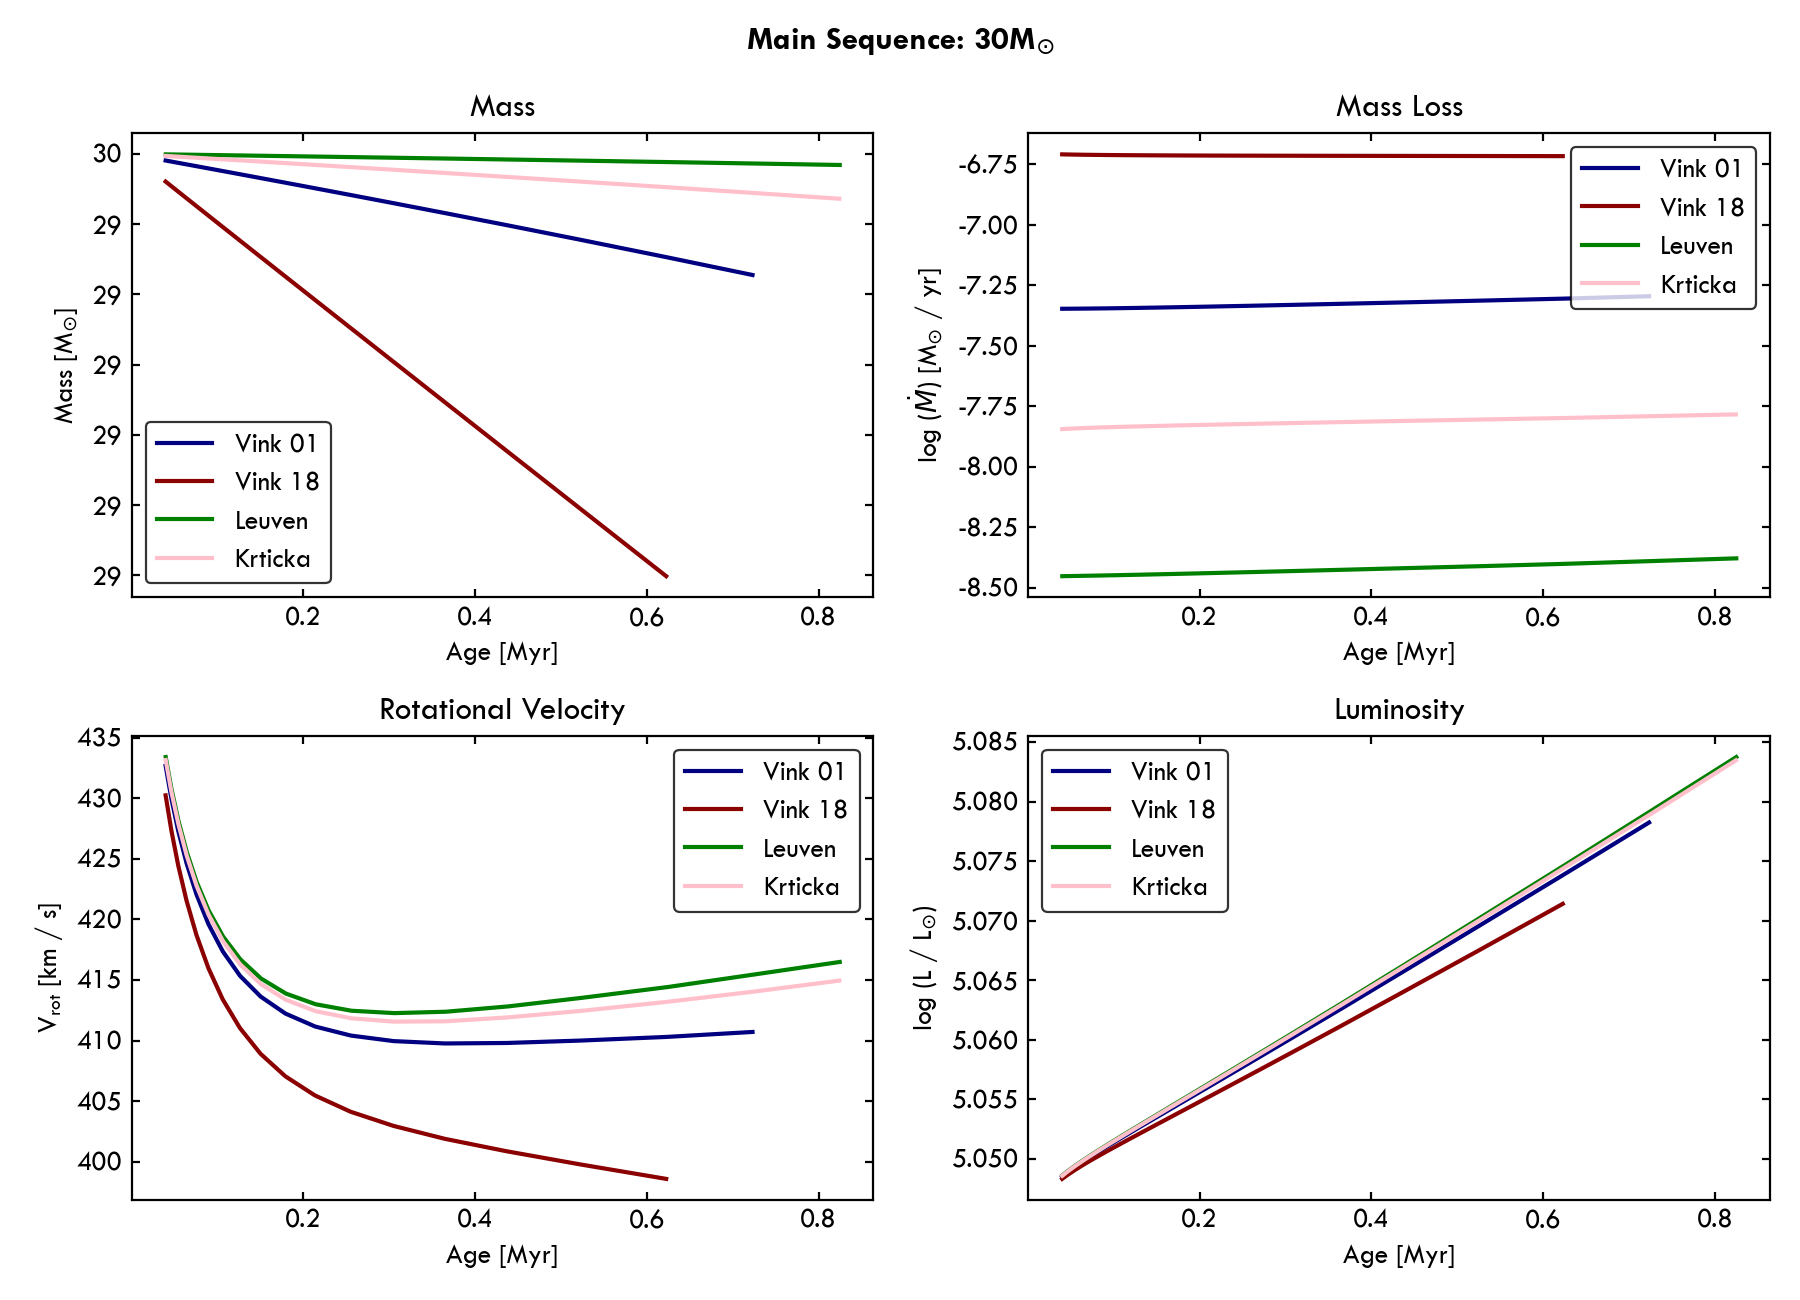 Main Sequence: 30M☉
Mass
Mass [M☉]
30
29
29
29
29
29
29
Vink 01
Vink 18
Leuven
Krticka
0.2
0.4
0.6
0.8
Age [Myr]
Mass Loss
log (Ṁ) [M☉ / yr]
-6.75
-7.00
-7.25
-7.50
-7.75
-8.00
-8.25
-8.50
Vink 01
Vink 18
Leuven
Krticka
0.2
0.4
0.6
0.8
Age [Myr]
Rotational Velocity
Vrot [km / s]
435
430
425
420
415
410
405
400
Vink 01
Vink 18
Leuven
Krticka
0.2
0.4
0.6
0.8
Age [Myr]
Luminosity
log (L / L☉)
5.085
5.080
5.075
5.070
5.065
5.060
5.055
5.050
Vink 01
Vink 18
Leuven
Krticka
0.2
0.4
0.6
0.8
Age [Myr]